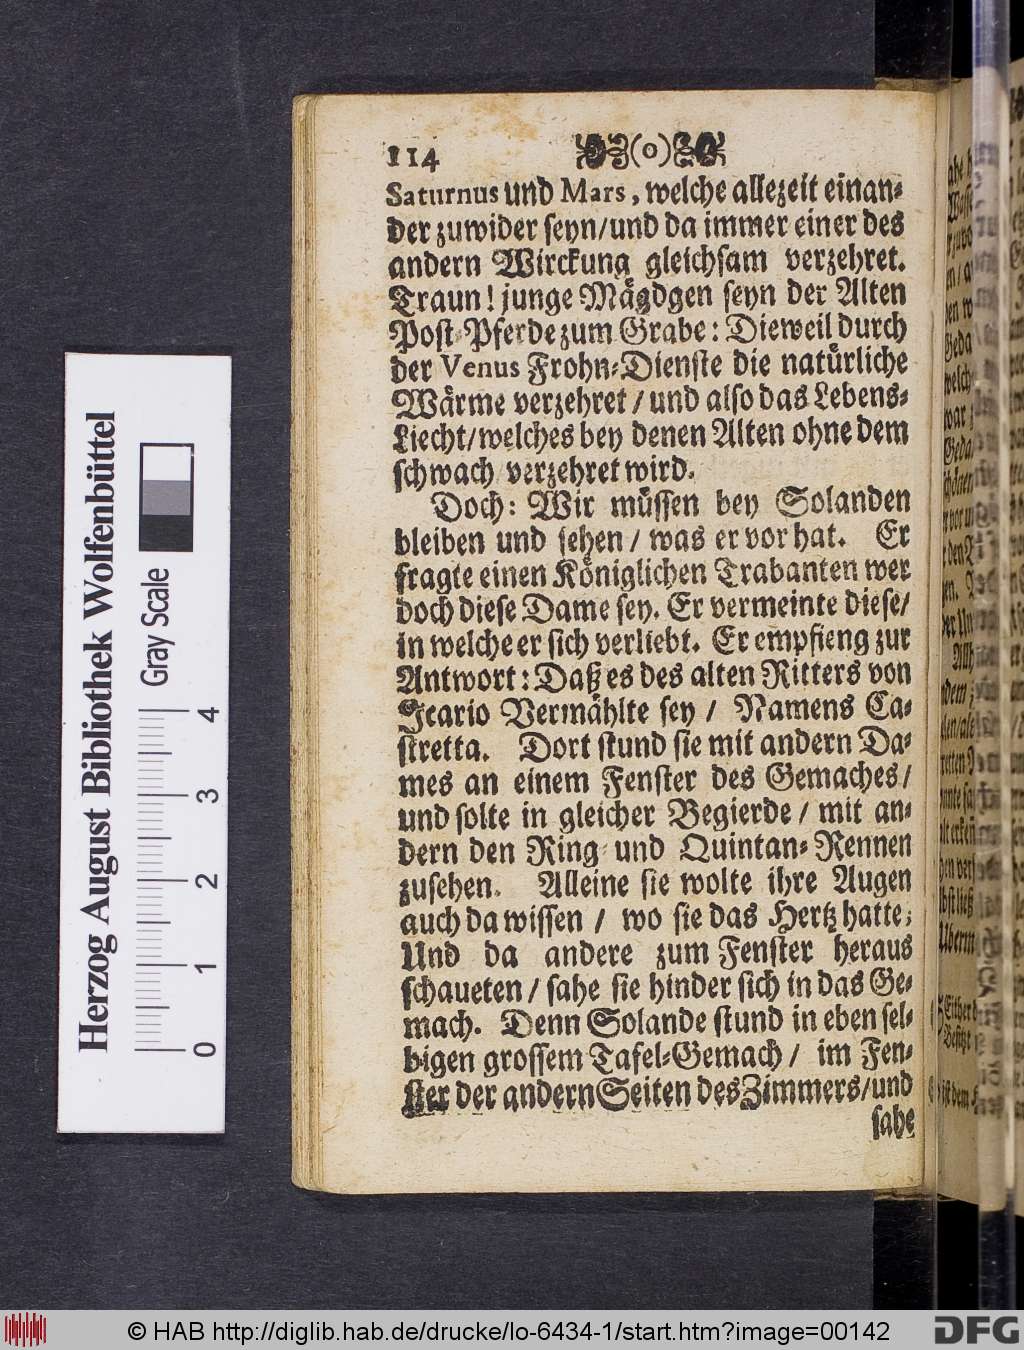 114 (o)
Saturnus und Mars, welche allezeit einan-
der zuwider seyn/und da immer einer des
andern Wirckung gleichsam verzehret.
Traun! junge Mägdgen seyn der Alten
Post-Pferde zum Grabe: Dieweil durch
der Venus Frohn-Dienste die natürliche
Wärme verzehret / und also das Lebens-
Liecht/welches bey denen Alten ohne dem
schwach verzehret wird.
Doch: Wir müssen bey Solanden
bleiben und sehen / was er vor hat. Er
fragte einen Königlichen Trabanten wer
doch diese Dame sey. Er vermeinte diese/
in welche er sich verliebt. Er empfieng zur
Antwort: Daß es des alten Ritters von
Icario Vermählte sey / Namens Ca-
stretta. Dort stund sie mit andern Da-
mes an einem Fenster des Gemaches/
und solte in gleicher Begierde / mit an-
dern den Ring- und Quintan-Rennen
zusehen. Alleine sie wolte ihre Augen
auch da wissen / wo sie das Hertz hatte;
Und da andere zum Fenster heraus
schaueten / sahe sie hinder sich in das Ge-
mach. Denn Solande stund in eben sel-
bigen grossem Tafel-Gemach / im Fen-
ster der andern Seiten des Zimmers/und
sahe
Herzog August Bibliothek Wolfenbüttel
Gray Scale
0 1 2 3 4
© HAB http://diglib.hab.de/drucke/lo-6434-1/start.htm?image=00142
DFG